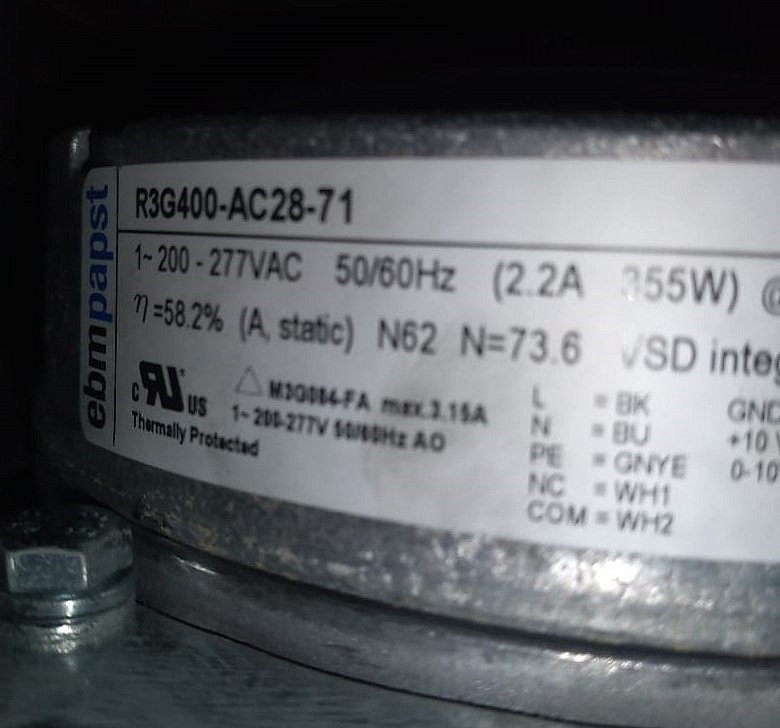 ebmpapst
R3G400-AC28-71
1~ 200 - 277VAC 50/60Hz (2.2A 355W) @
η =58.2% (A, static) N62 N=73.6 VSD integ
c RU US
M3G084-FA max.3.15A
1~ 200-277V 50/60Hz AO
Thermally Protected
L = BK
N = BU
PE = GNYE
NC = WH1
COM = WH2
GND
+10 V
0-10